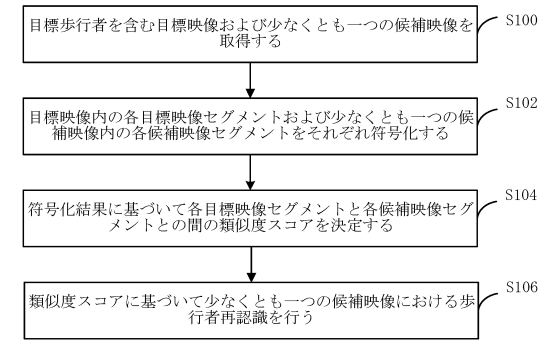 目標歩行者を含む目標映像および少なくとも一つの候補映像を
取得する
S100
目標映像内の各目標映像セグメントおよび少なくとも一つの候
補映像内の各候補映像セグメントをそれぞれ符号化する
S102
符号化結果に基づいて各目標映像セグメントと各候補映像セグ
メントとの間の類似度スコアを決定する
S104
類似度スコアに基づいて少なくとも一つの候補映像における歩
行者再認識を行う
S106